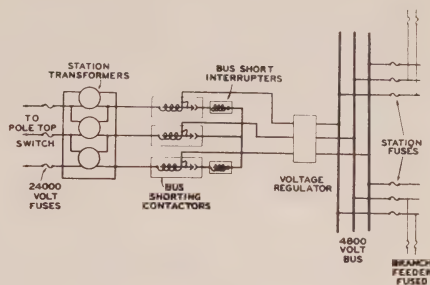 STATION
TRANSFORMERS
BUS SHORT
INTERRUPTERS
TO
POLE TOP
SWITCH
24000
VOLT
FUSES
BUS
SHORTING
CONTACTORS
VOLTAGE
REGULATOR
STATION
FUSES
4800
VOLT
BUS
BRANCH
FEEDER
FUSED